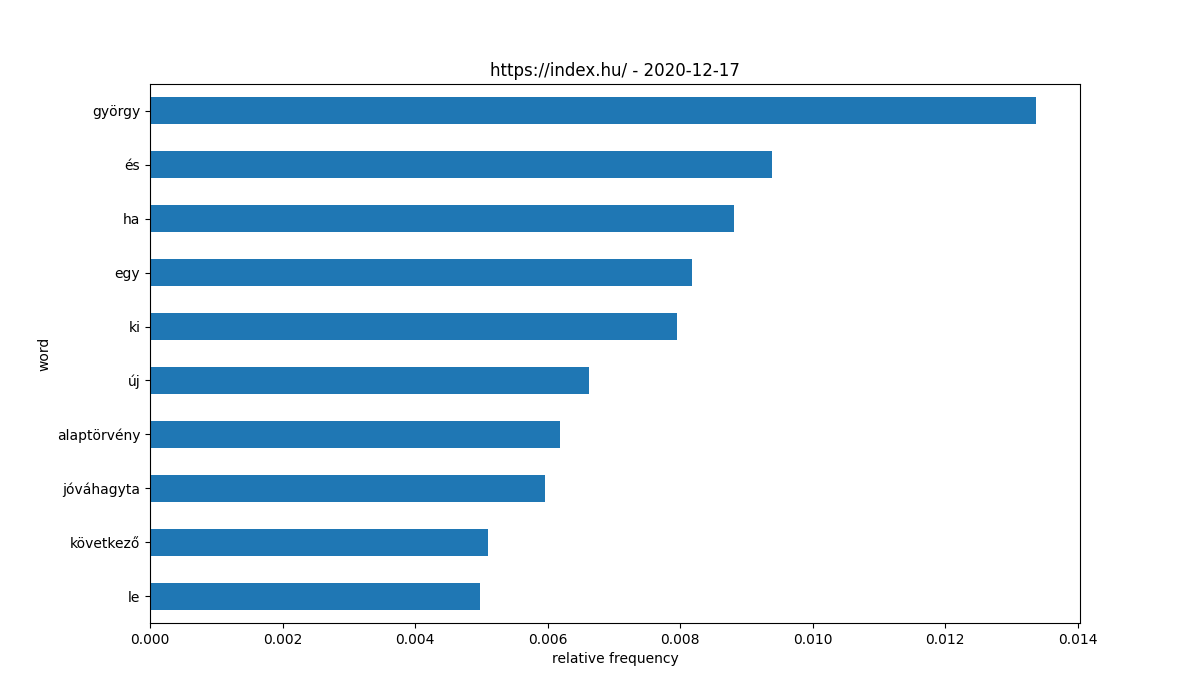 https://index.hu/ - 2020-12-17
györgy
és
ha
egy
ki
új
alaptörvény
jóváhagyta
következő
le
word
0.000 0.002 0.004 0.006 0.008 0.010 0.012 0.014
relative frequency